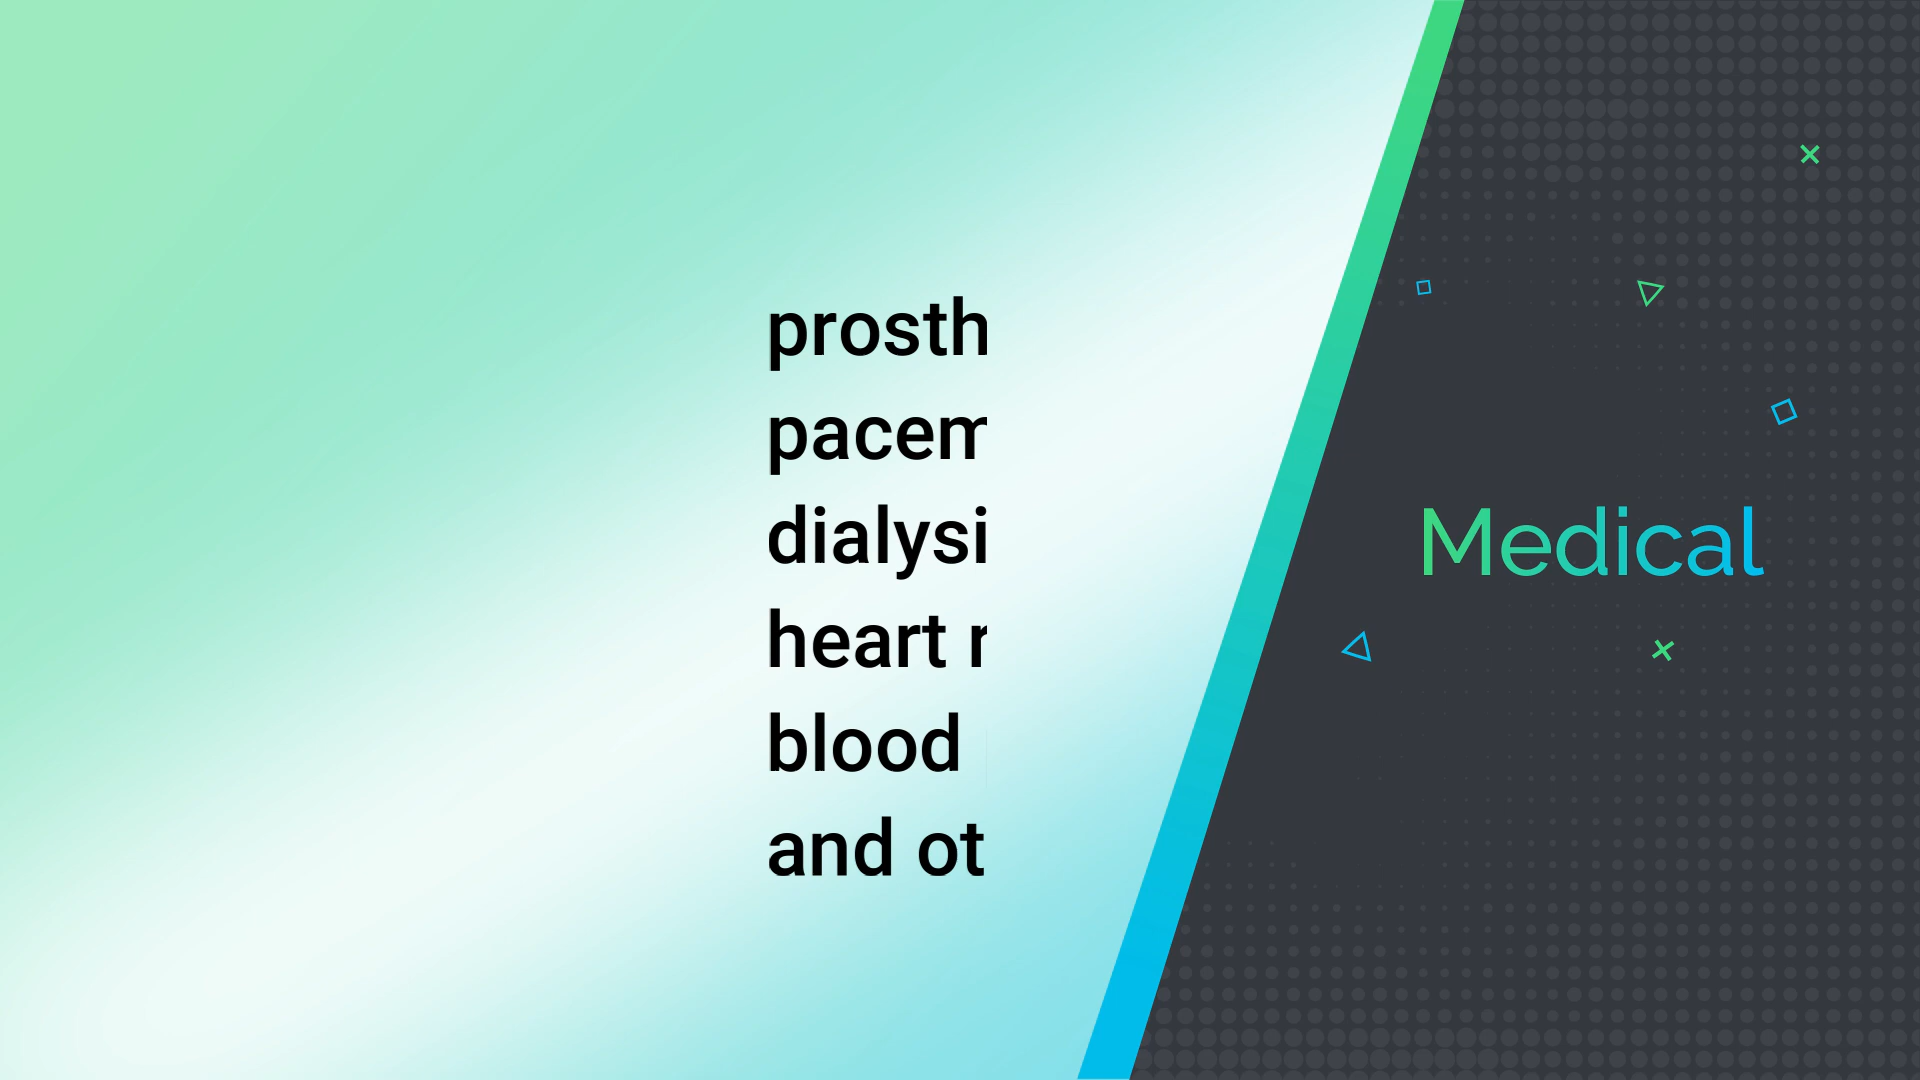 prosth
pacem
dialysi
heart
blood
and ot
Medical